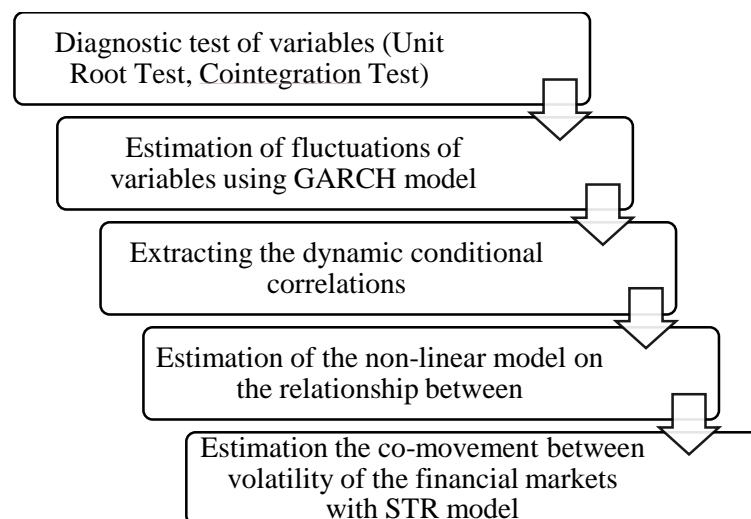 Diagnostic test of variables (Unit
Root Test, Cointegration Test)
Estimation of fluctuations of
variables using GARCH model
Extracting the dynamic conditional
correlations
Estimation of the non-linear model on
the relationship between
Estimation the co-movement between
volatility of the financial markets
with STR model